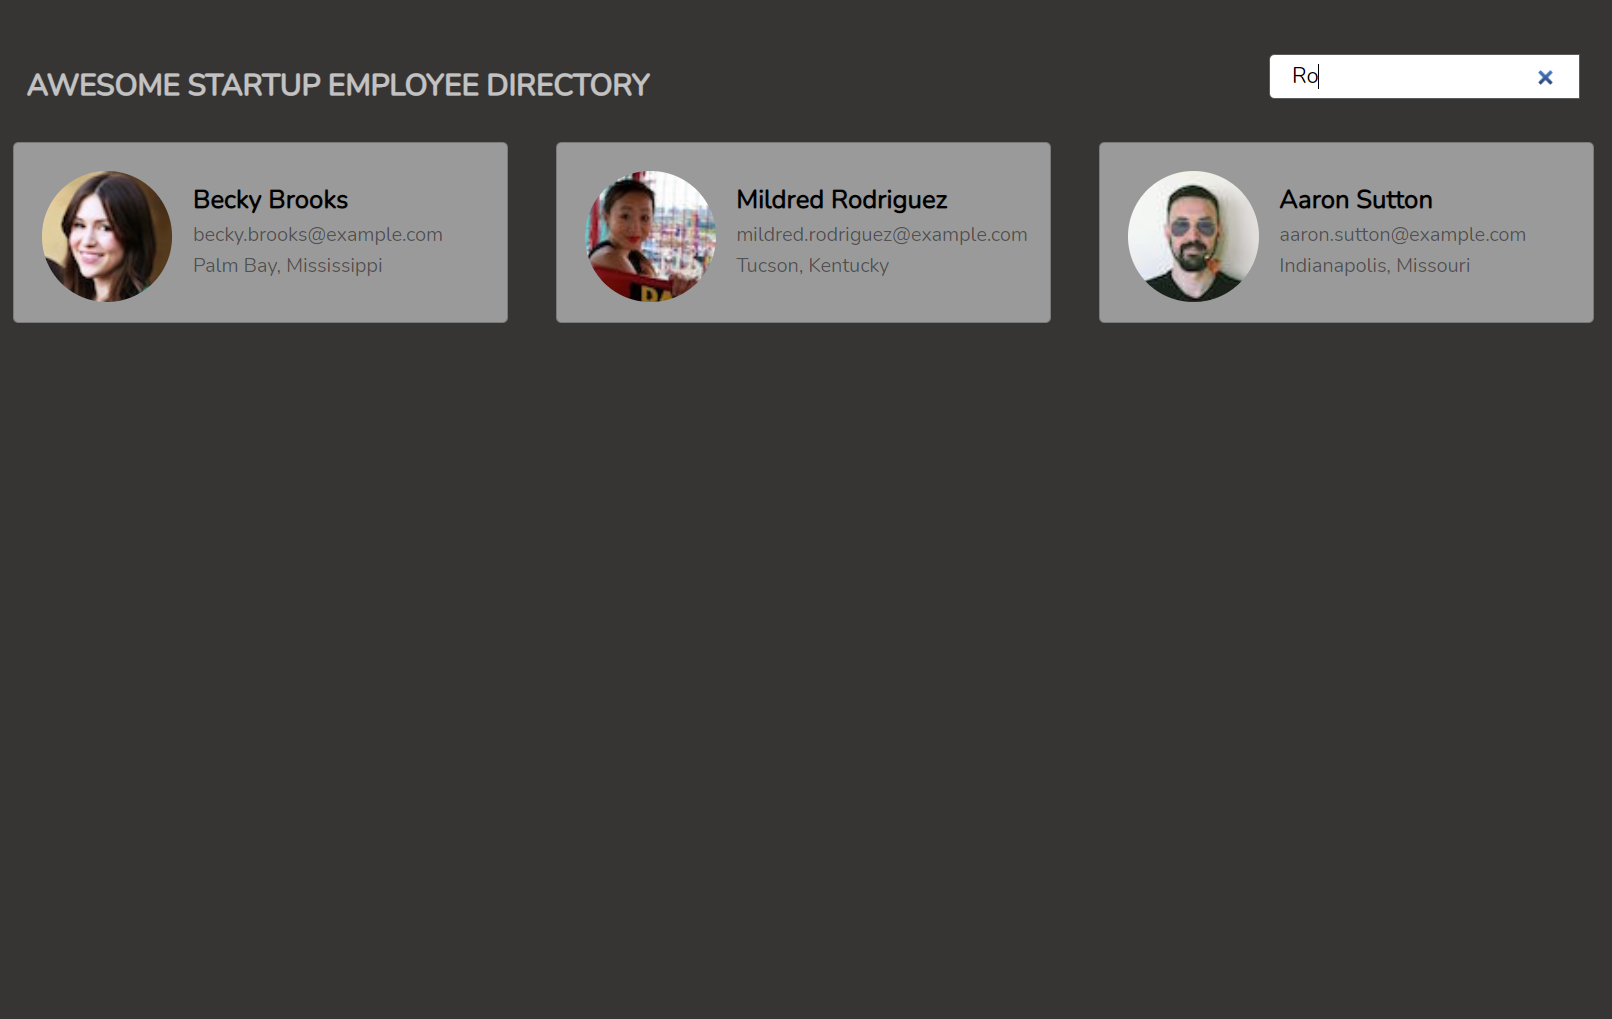 AWESOME STARTUP EMPLOYEE DIRECTORY
Ro
Becky Brooks
becky.brooks@example.com
Palm Bay, Mississippi
Mildred Rodriguez
mildred.rodriguez@example.com
Tucson, Kentucky
Aaron Sutton
aaron.sutton@example.com
Indianapolis, Missouri